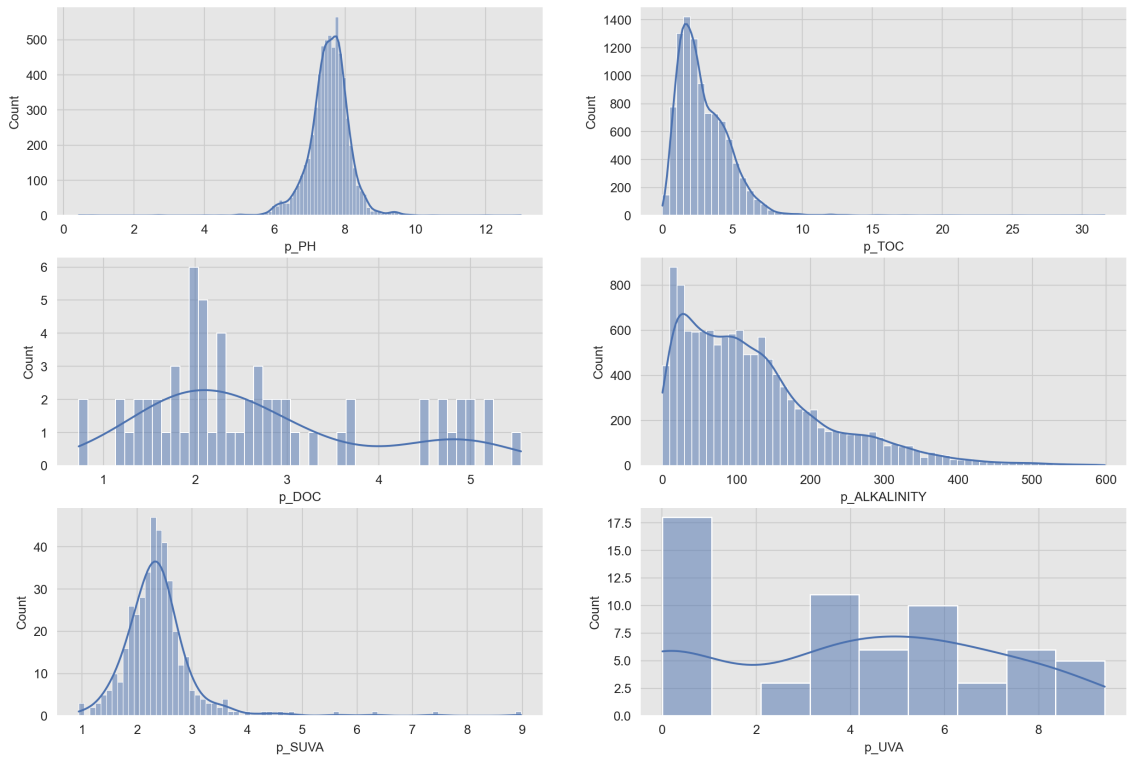 500
400
300
200
100
0
Count
0 2 4 6 8 10 12
p_PH
1400
1200
1000
800
600
400
200
0
Count
0 5 10 15 20 25 30
p_TOC
6
5
4
3
2
1
0
Count
1 2 3 4 5
p_DOC
800
600
400
200
0
Count
0 100 200 300 400 500 600
p_ALKALINITY
40
30
20
10
0
Count
1 2 3 4 5 6 7 8 9
p_SUVA
17.5
15.0
12.5
10.0
7.5
5.0
2.5
0.0
Count
0 2 4 6 8
p_UVA